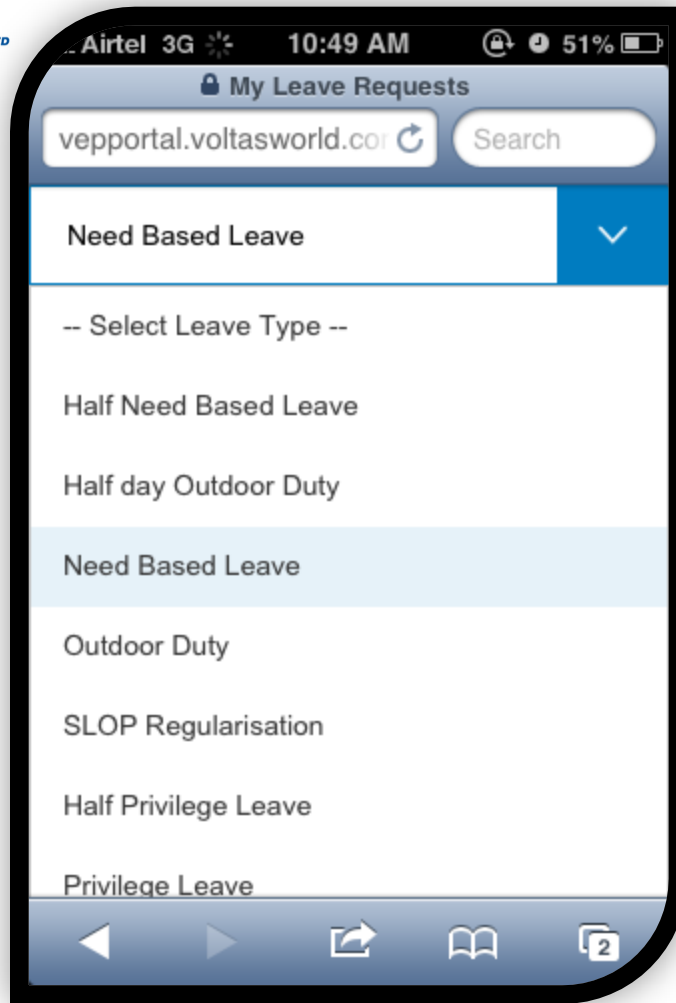 Airtel 3G 10:49 AM 51%
My Leave Requests
vepportal.voltasworld.cor Search
Need Based Leave
-- Select Leave Type --
Half Need Based Leave
Half day Outdoor Duty
Need Based Leave
Outdoor Duty
SLOP Regularisation
Half Privilege Leave
Privilege Leave
2